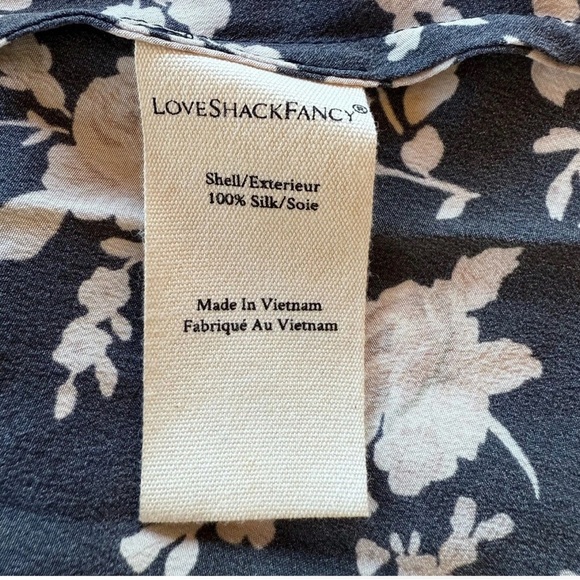 LOVESHACKFANCY®
Shell/Exterieur
100% Silk/Soie
Made In Vietnam
Fabriqué Au Vietnam